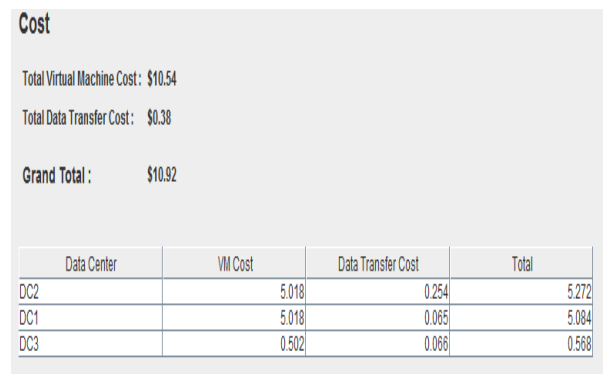 Cost
Total Virtual Machine Cost : $10.54
Total Data Transfer Cost : $0.38
Grand Total : $10.92
Data Center VM Cost Data Transfer Cost Total
DC2 5.018 0.254 5.272
DC1 5.018 0.065 5.084
DC3 0.502 0.066 0.568